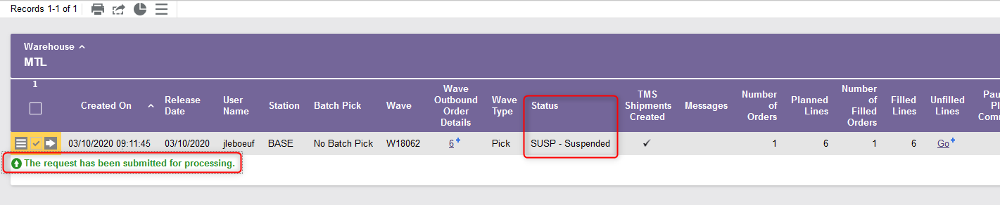 Records 1-1 of 1
Warehouse
MTL
1
Created On
Release
Date
User
Name
Station
Batch Pick
Wave
Wave
Outbound
Order
Details
Wave
Type
Status
TMS
Shipments
Created
Messages
Number
of
Orders
Planned
Lines
Number
of
Filled
Orders
Filled
Lines
Unfilled
Lines
Pau
Pl
Comm
03/10/2020 09:11:45 03/10/2020 jleboeuf BASE No Batch Pick W18062 6+ Pick SUSP - Suspended ✓ 1 6 1 6 Go+
The request has been submitted for processing.